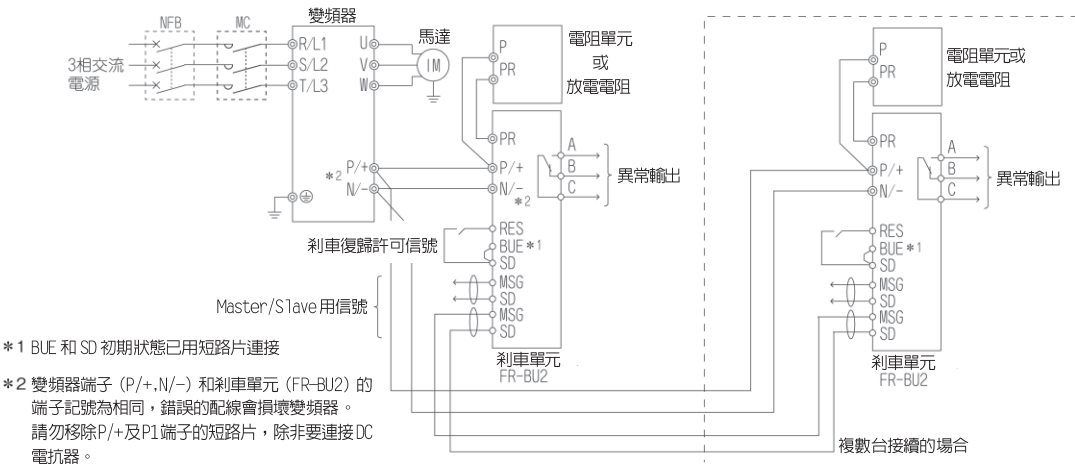 NFB
MC
變頻器
R/L1
S/L2
T/L3
U
V
W
馬達
IM
3相交流
電源
P
PR
電阻單元
或
放電電阻
PR
P/+
N/-
*2
P/+
N/-
*2
A
B
C
異常輸出
RES
BUE *1
SD
MSG
SD
MSG
SD
剎車復歸許可信號
Master/Slave 用信號
剎車單元
FR-BU2
P
PR
電阻單元或
放電電阻
PR
P/+
N/-
A
B
C
異常輸出
RES
BUE *1
SD
MSG
SD
MSG
SD
剎車單元
FR-BU2
複數台接續的場合
*1 BUE 和 SD 初期狀態已用短路片連接
*2 變頻器端子（P/+,N/-）和剎車單元（FR-BU2）的
端子記號為相同，錯誤的配線會損壞變頻器。
請勿移除P/+及P1端子的短路片，除非要連接DC
電抗器。